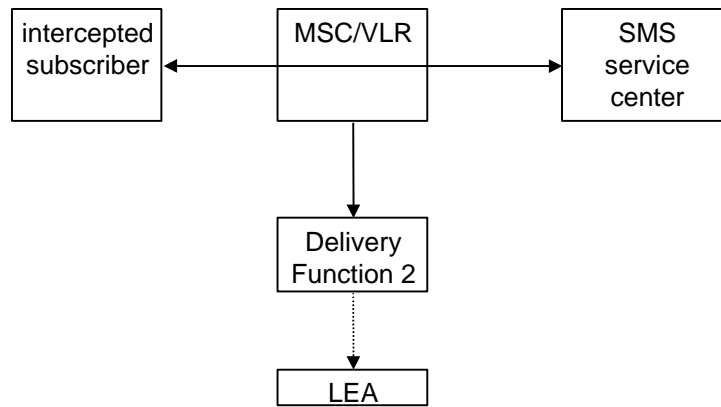 intercepted
subscriber
MSC/VLR
SMS
service
center
Delivery
Function 2
LEA